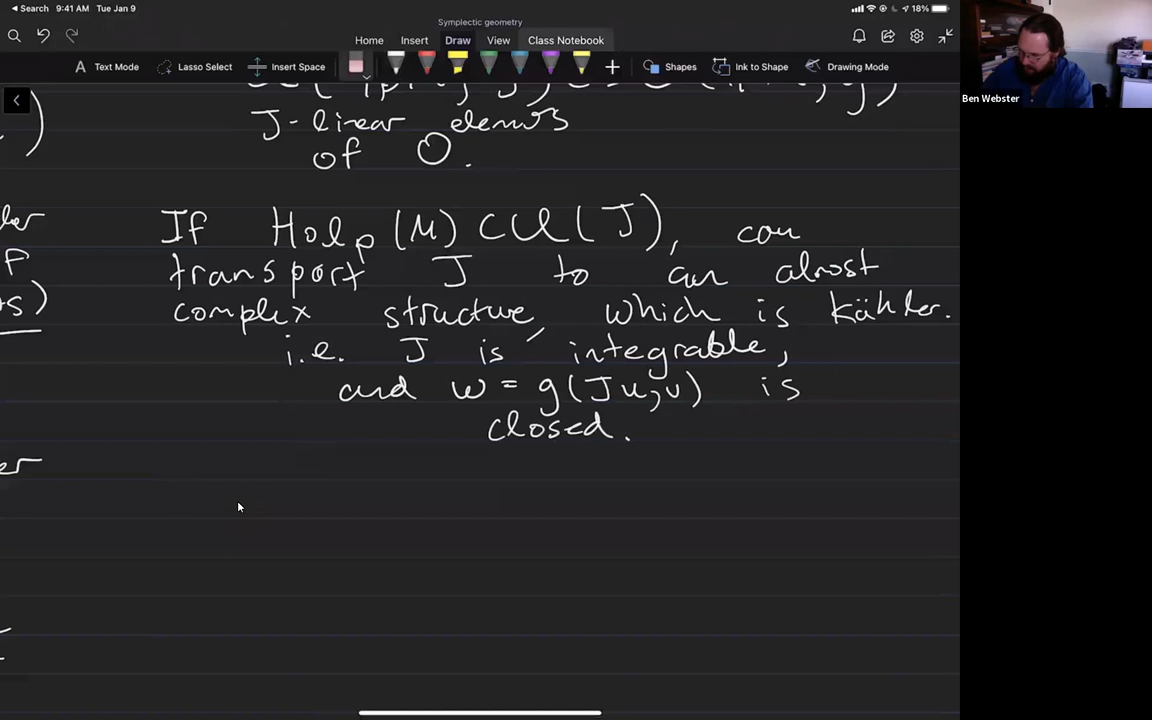 Search 9:41 AM Tue Jan 9
18%
Symplectic geometry
Home Insert Draw View Class Notebook
Text Mode Lasso Select Insert Space Shapes Ink to Shape Drawing Mode
Ben Webster
J-linear
of O.
If Holp (M) ⊂ U(J), can
transport J to an almost
complex structure, which is Kähler.
i.e. J is integrable,
and ω = g(Ju,v) is
closed.